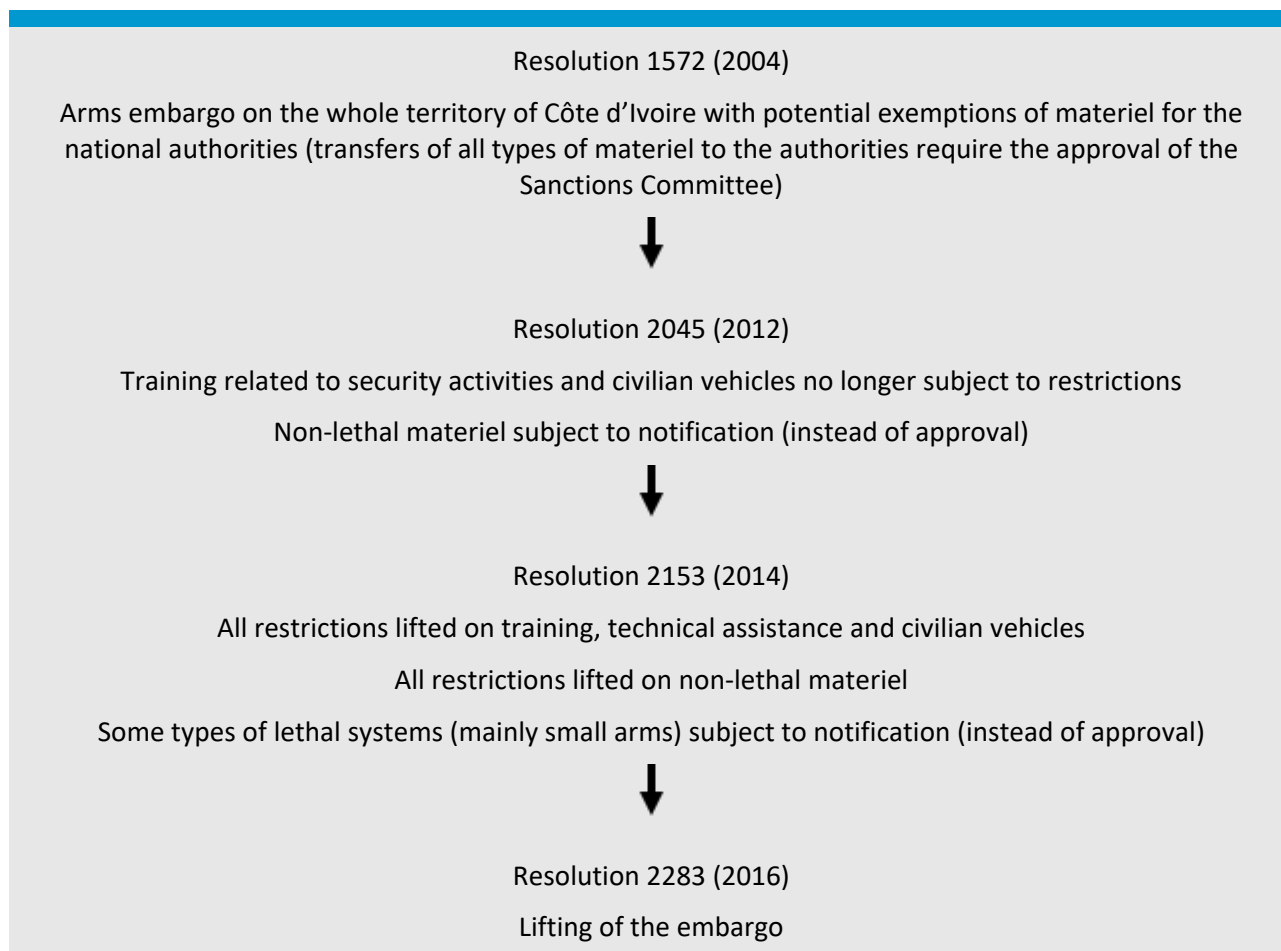 Resolution 1572 (2004)
Arms embargo on the whole territory of Côte d’Ivoire with potential exemptions of materiel for the
national authorities (transfers of all types of materiel to the authorities require the approval of the
Sanctions Committee)
Resolution 2045 (2012)
Training related to security activities and civilian vehicles no longer subject to restrictions
Non-lethal materiel subject to notification (instead of approval)
Resolution 2153 (2014)
All restrictions lifted on training, technical assistance and civilian vehicles
All restrictions lifted on non-lethal materiel
Some types of lethal systems (mainly small arms) subject to notification (instead of approval)
Resolution 2283 (2016)
Lifting of the embargo